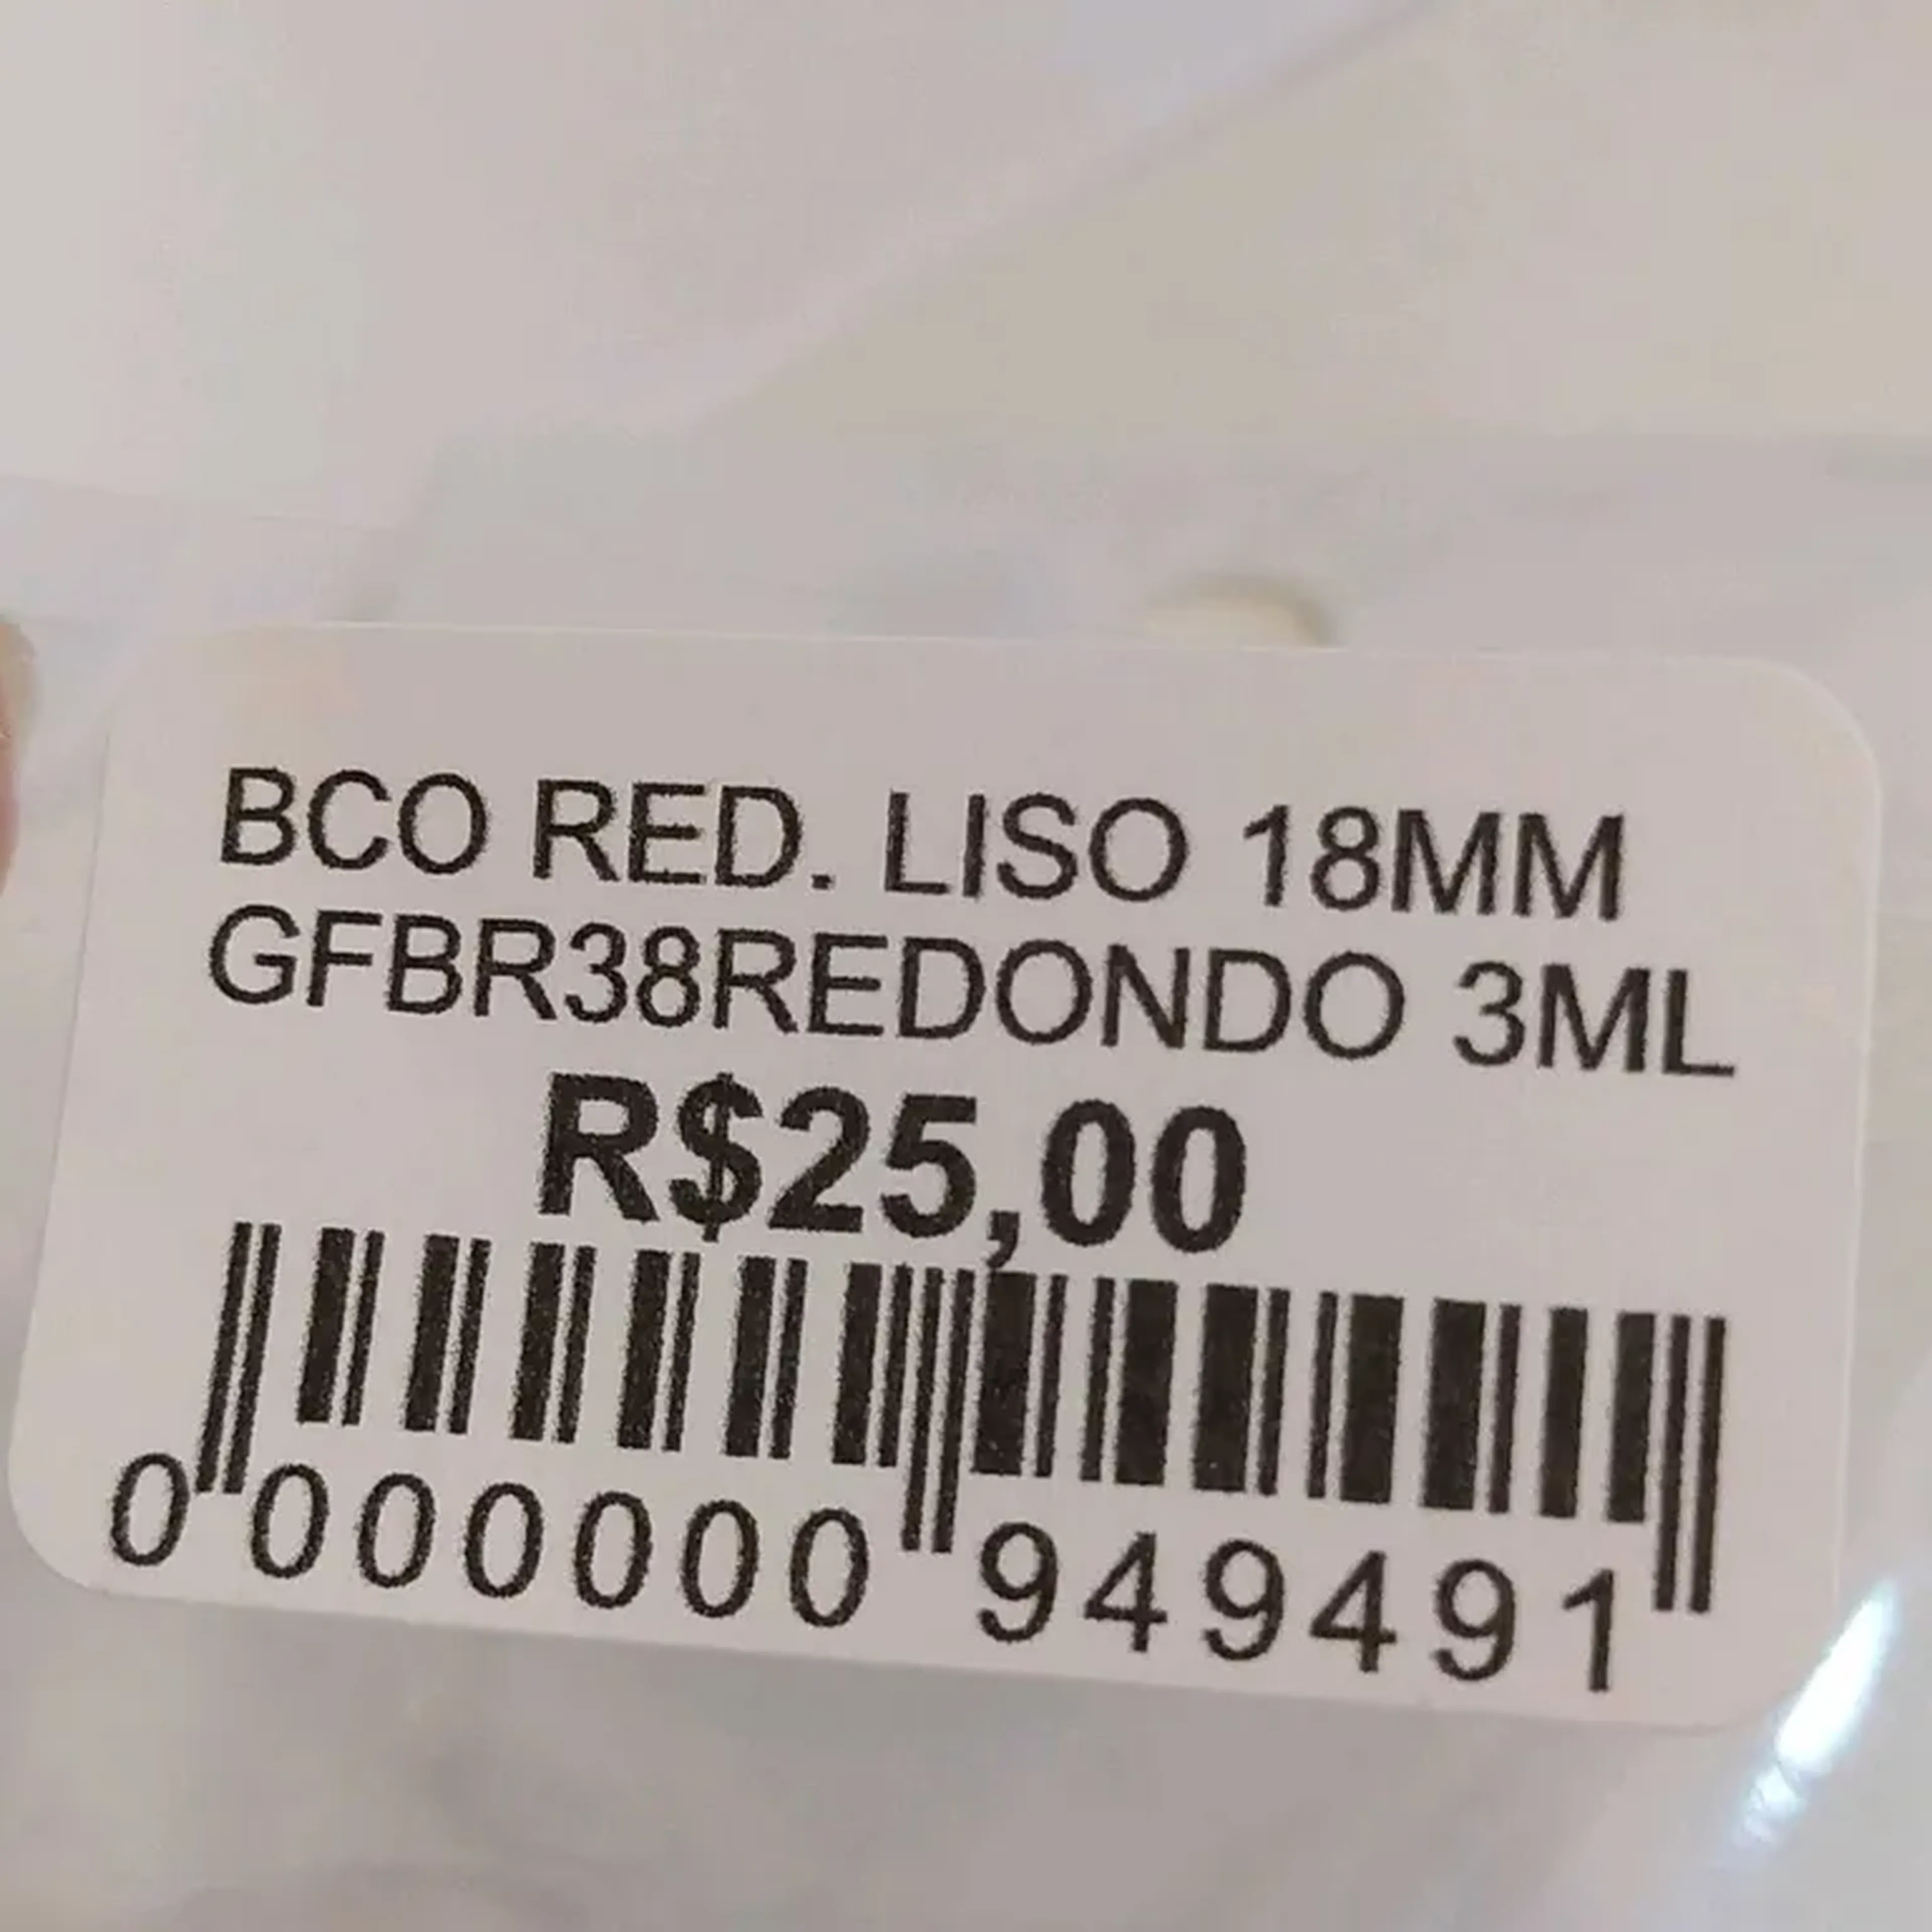 BCO RED. LISO 18MM
GFBR38REDONDO 3ML
R$25,00
0 000000 949491